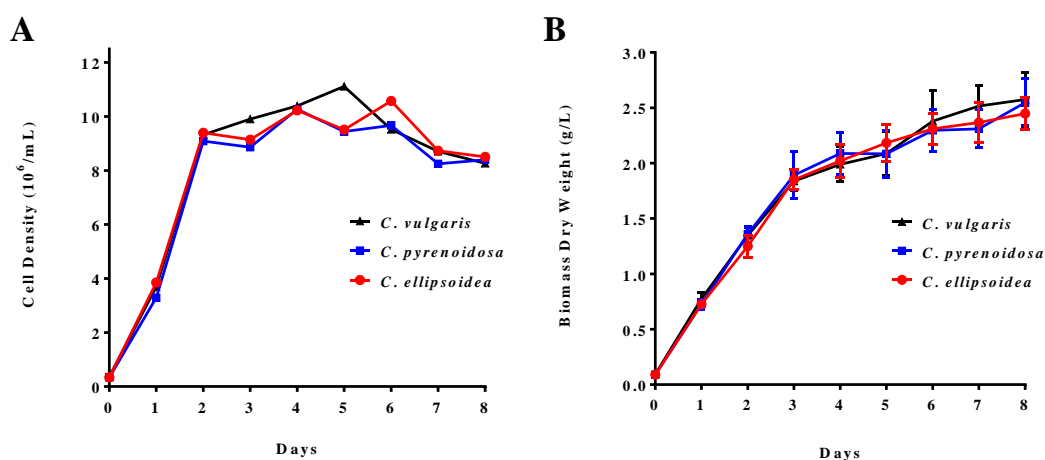 A
Cell Density (10⁶/mL)
12
10
8
6
4
2
0
0 1 2 3 4 5 6 7 8
Days
C. vulgaris
C. pyrenoidosa
C. ellipsoidea
B
Biomass Dry Weight (g/L)
3.0
2.5
2.0
1.5
1.0
0.5
0.0
0 1 2 3 4 5 6 7 8
Days
C. vulgaris
C. pyrenoidosa
C. ellipsoidea